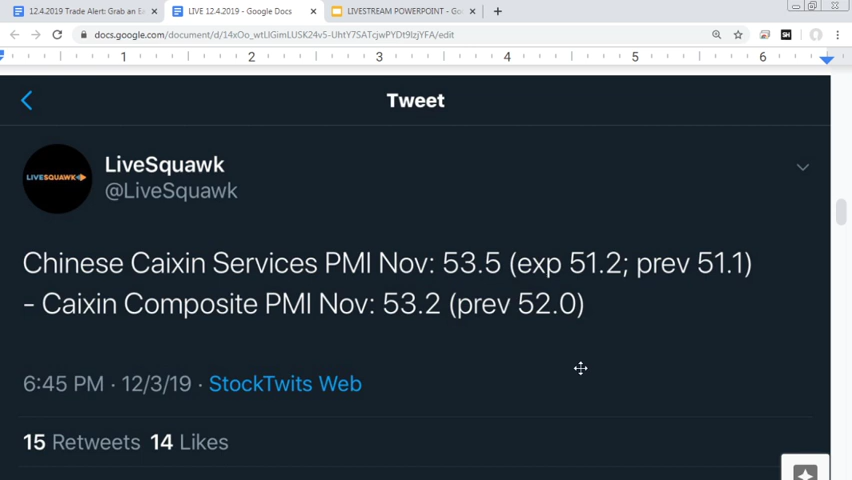 12.4.2019 Trade Alert: Grab an E
LIVE 12.4.2019 - Google Docs
LIVESTREAM POWERPOINT - Go
docs.google.com/document/d/14xOo_wtLIGimLUSK24v5-UhtY7SATcjwPYDt9lzjYFA/edit
1 2 3 4 5 6
Tweet
LIVESQUAWK
LiveSquawk
@LiveSquawk
Chinese Caixin Services PMI Nov: 53.5 (exp 51.2; prev 51.1)
- Caixin Composite PMI Nov: 53.2 (prev 52.0)
6:45 PM · 12/3/19 · StockTwits Web
15 Retweets 14 Likes